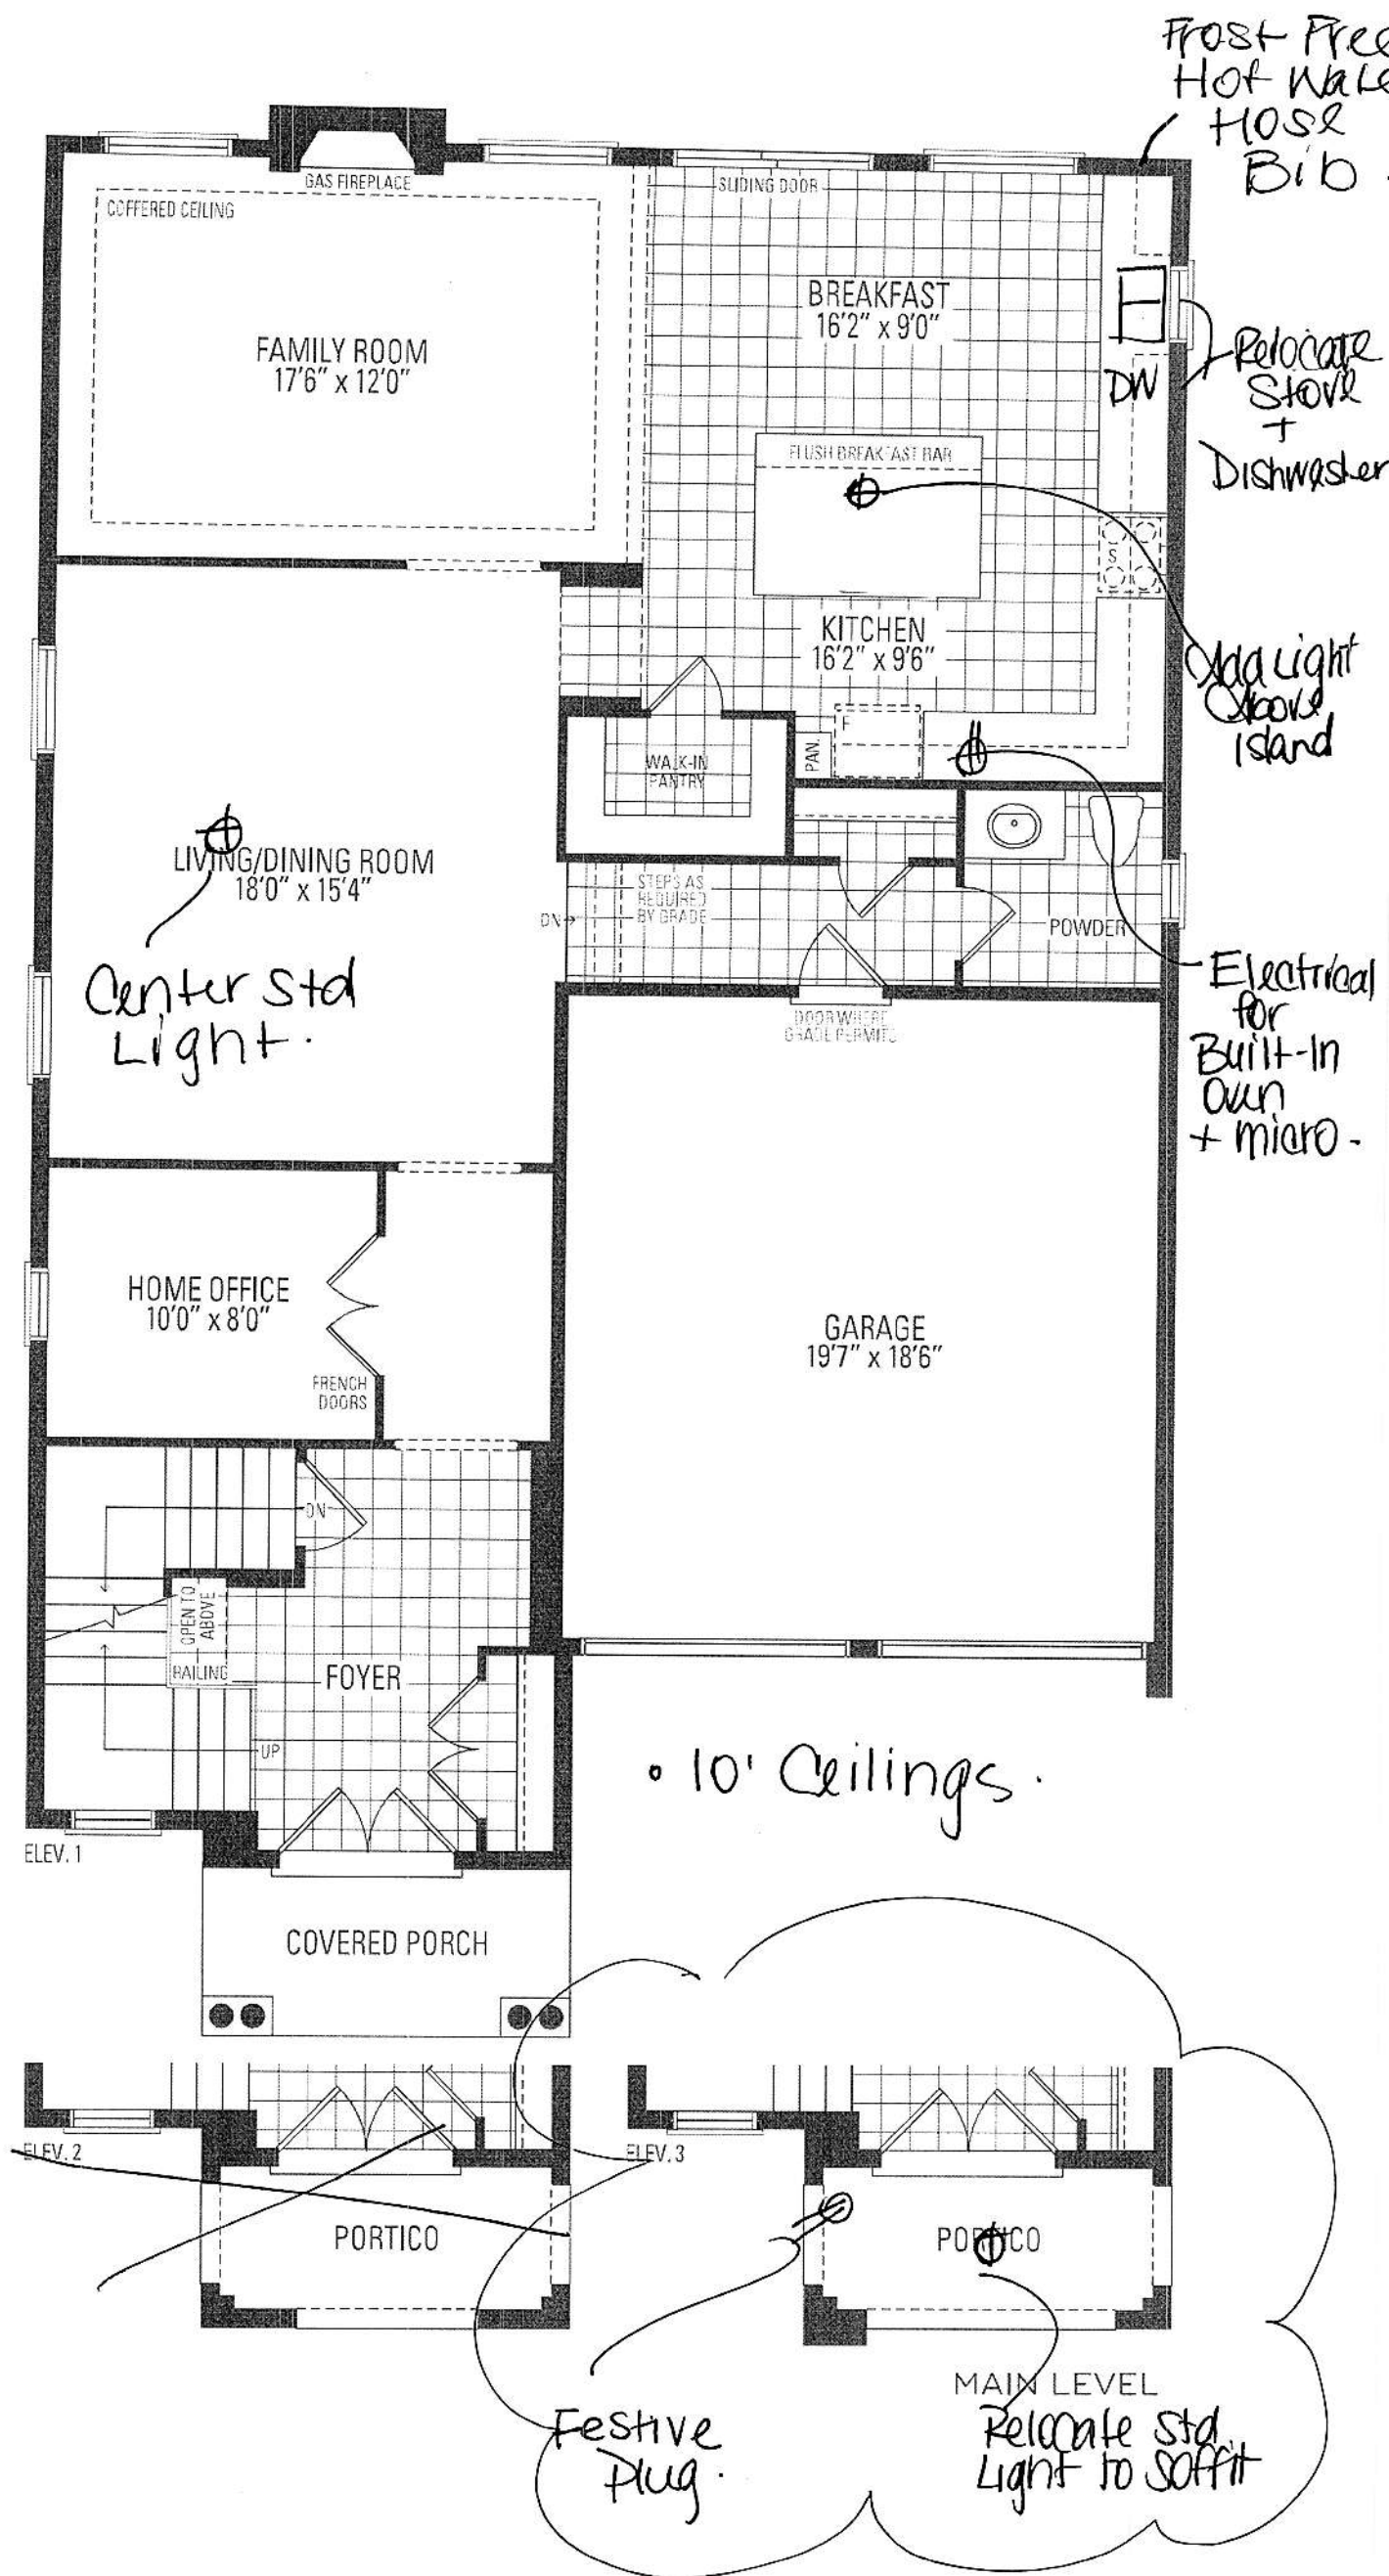 Frost Free
Hot Wate
Hose
Bib.
GAS FIREPLACE
SLIDING DOOR
COFFERED CEILING
BREAKFAST
16'2" x 9'0"
FAMILY ROOM
17'6" x 12'0"
Relocate
Stove
+
Dishwasher
DW
FLUSH BREAKFAST BAR
S
KITCHEN
16'2" x 9'6"
Add Light
Above
Island
F
PAN.
WALK-IN
PANTRY
LIVING/DINING ROOM
18'0" x 15'4"
STEPS AS
REQUIRED
BY GRADE
DN
POWDER
Center Std
Light.
Electrical
for
Built-In
Oven
+ micro-
DOOR WHERE
GRADE PERMITS
HOME OFFICE
10'0" x 8'0"
GARAGE
19'7" x 18'6"
FRENCH
DOORS
DN
OPEN TO
ABOVE
RAILING
FOYER
UP
• 10' Ceilings.
ELEV. 1
COVERED PORCH
ELEV. 2
ELEV. 3
PORTICO
PORTICO
MAIN LEVEL
Festive
Plug.
Relocate Std
Light to Soffit